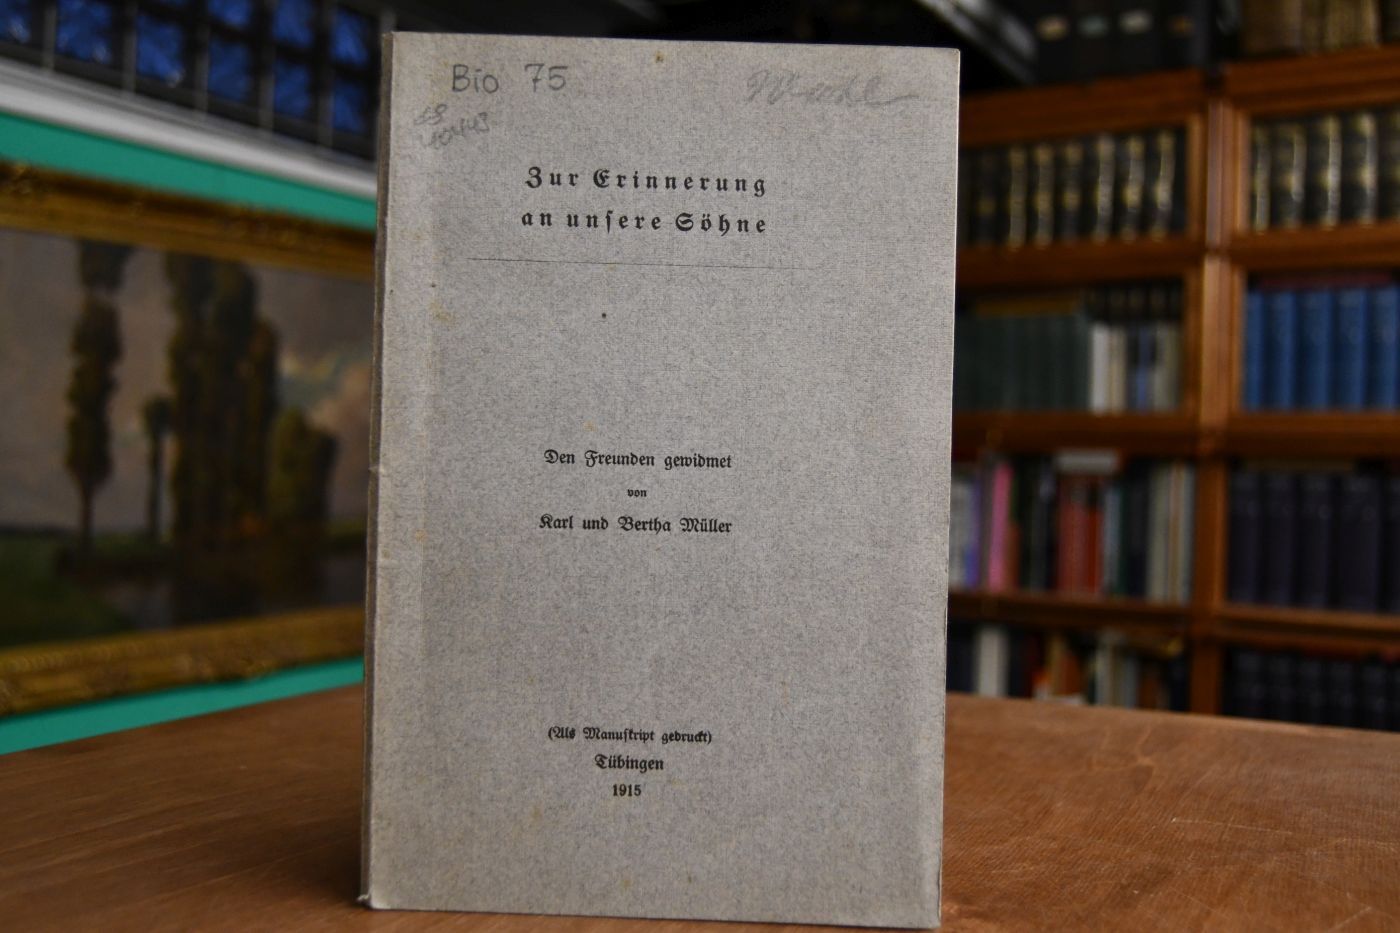 Bio 75
Zur Erinnerung
an unſere Söhne
Den Freunden gewidmet
von
Karl und Bertha Müller
(Als Manuſkript gedruckt)
Tübingen
1915